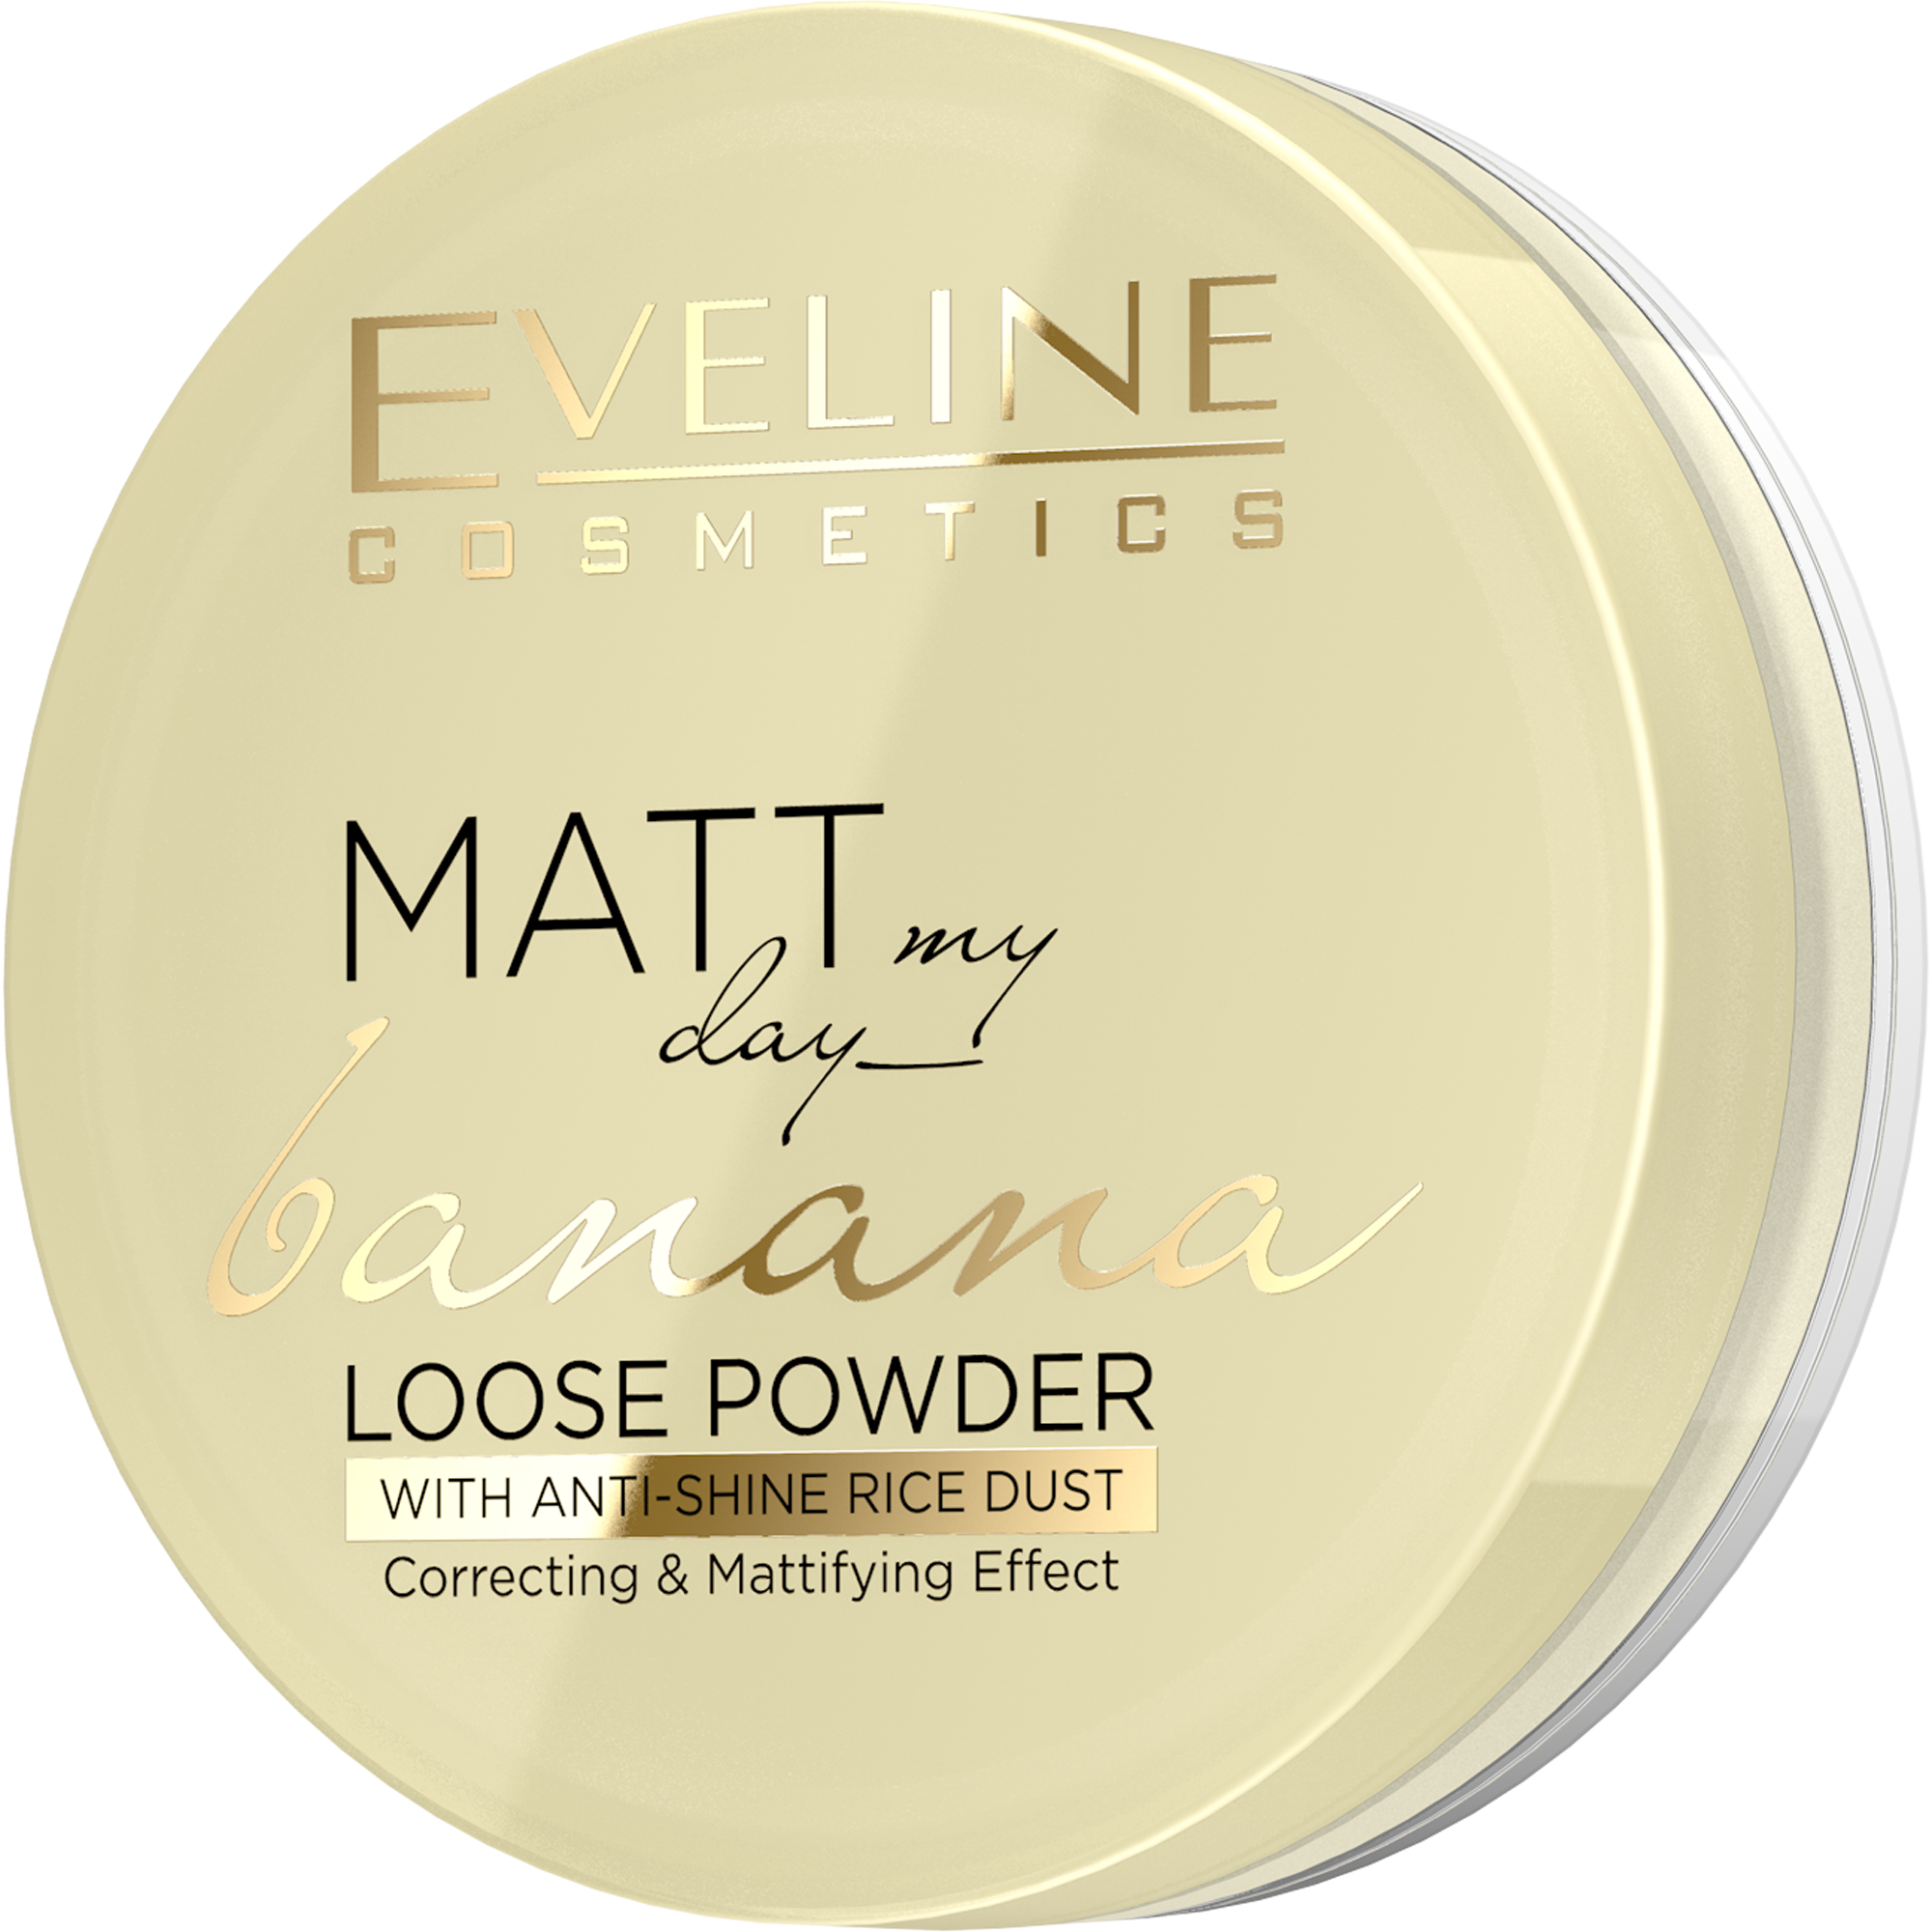 EVELINE
COSMETICS
MATT my
day
banana
LOOSE POWDER
WITH ANTI-SHINE RICE DUST
Correcting & Mattifying Effect